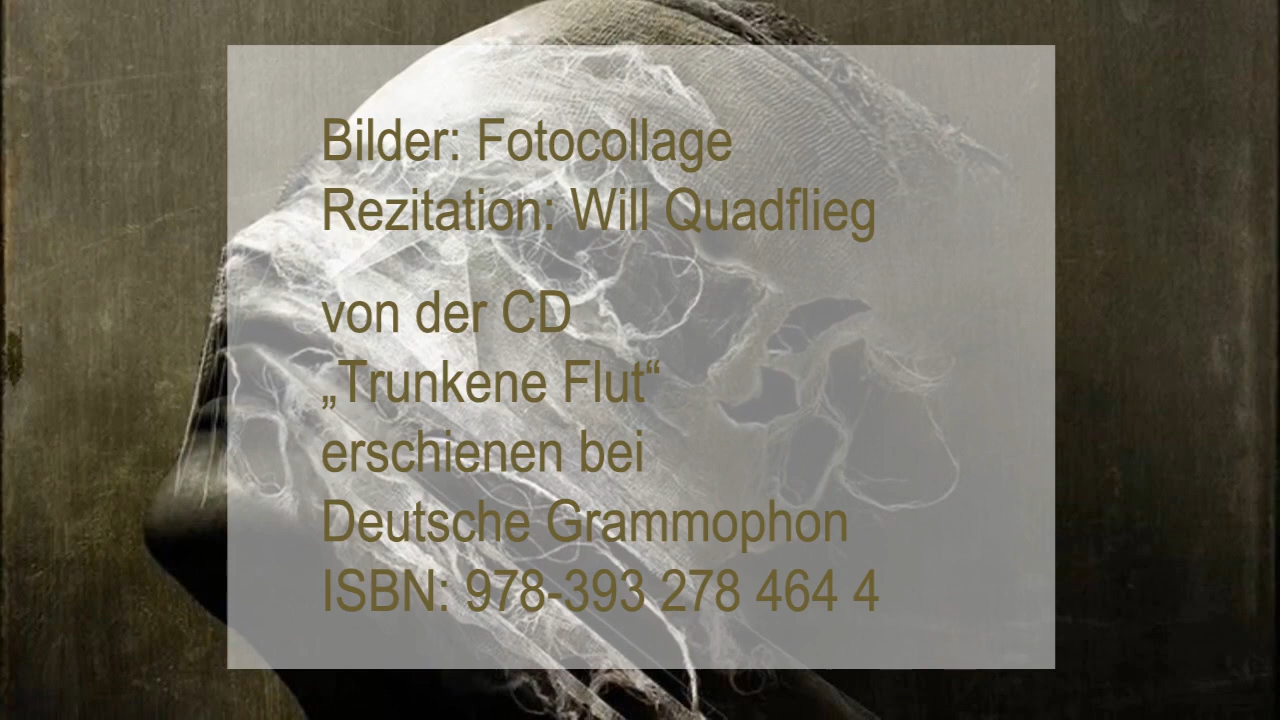 Bilder: Fotocollage
Rezitation: Will Quadflieg
von der CD
„Trunkene Flut“
erschienen bei
Deutsche Grammophon
ISBN: 978-393 278 464 4